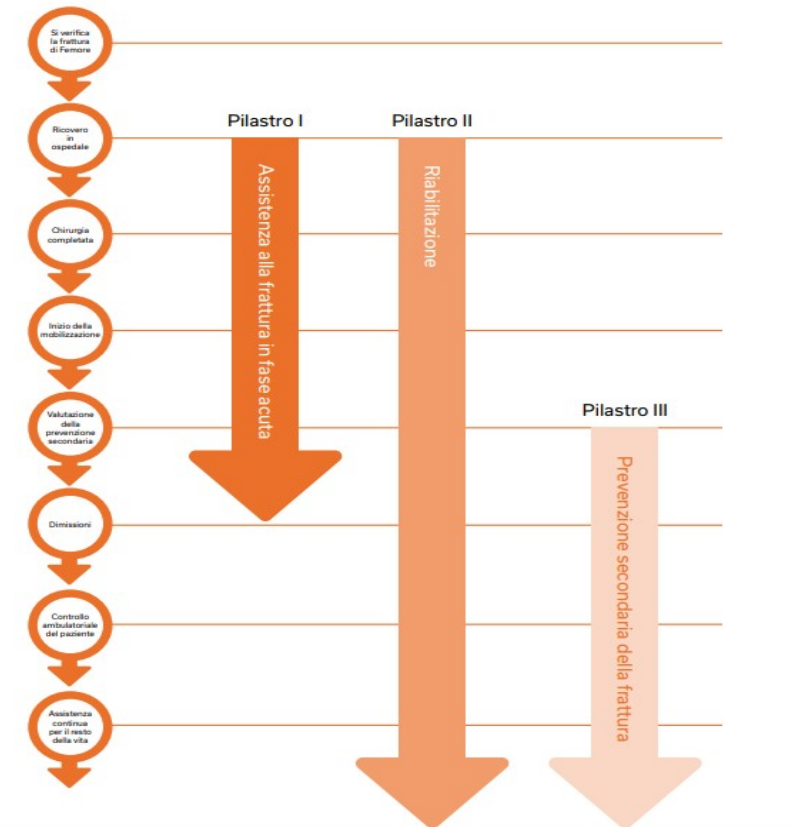 Si verifica
la frattura
di Femore
Pilastro I
Pilastro II
Ricovero
in
ospedale
Assistenza alla frattura in fase acuta
Riabilitazione
Chirurgia
completata
Inizio della
mobilizzazione
Pilastro III
Valutazione
della
prevenzione
secondaria
Prevenzione secondaria della frattura
Dimissioni
Controllo
ambulatoriale
del paziente
Assistenza
continua
per il resto
della vita